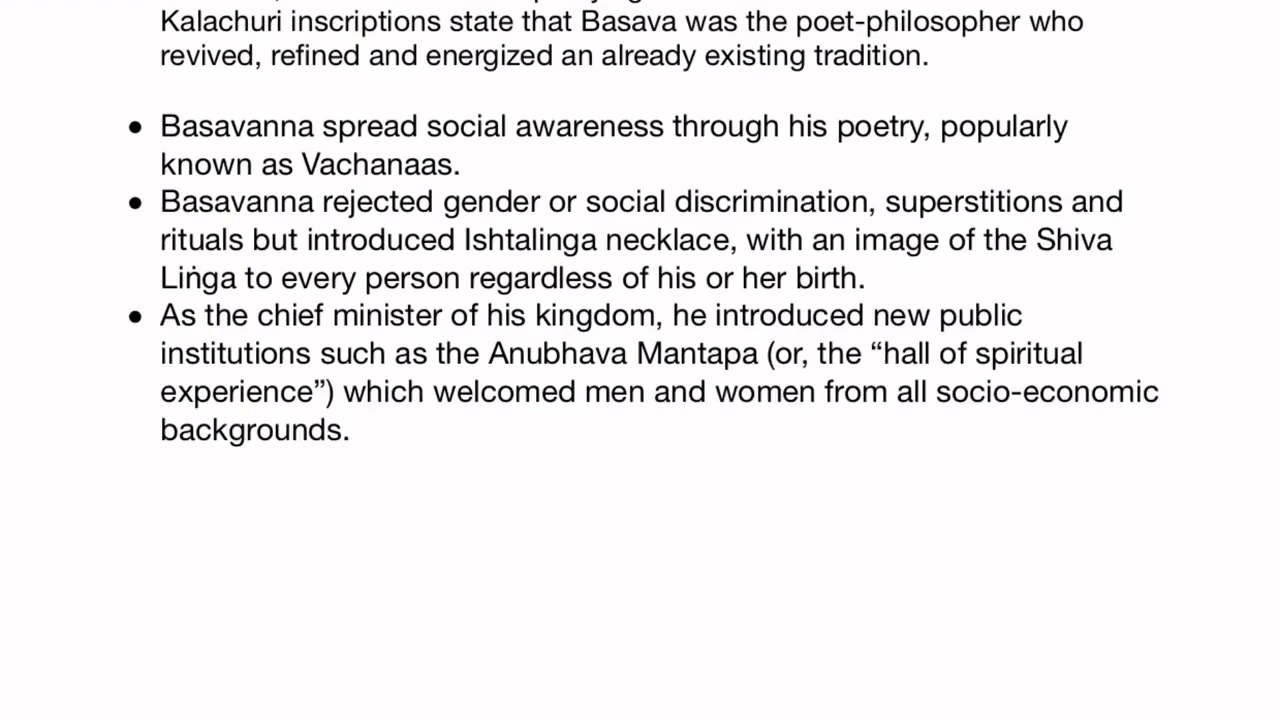 Kalachuri inscriptions state that Basava was the poet-philosopher who
revived, refined and energized an already existing tradition.
● Basavanna spread social awareness through his poetry, popularly
known as Vachanaas.
● Basavanna rejected gender or social discrimination, superstitions and
rituals but introduced Ishtalinga necklace, with an image of the Shiva
Liṅga to every person regardless of his or her birth.
● As the chief minister of his kingdom, he introduced new public
institutions such as the Anubhava Mantapa (or, the “hall of spiritual
experience”) which welcomed men and women from all socio-economic
backgrounds.